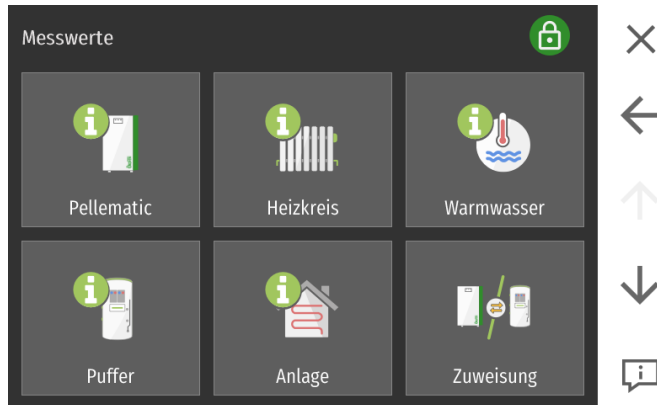 Messwerte
Pellematic
Heizkreis
Warmwasser
Puffer
Anlage
Zuweisung